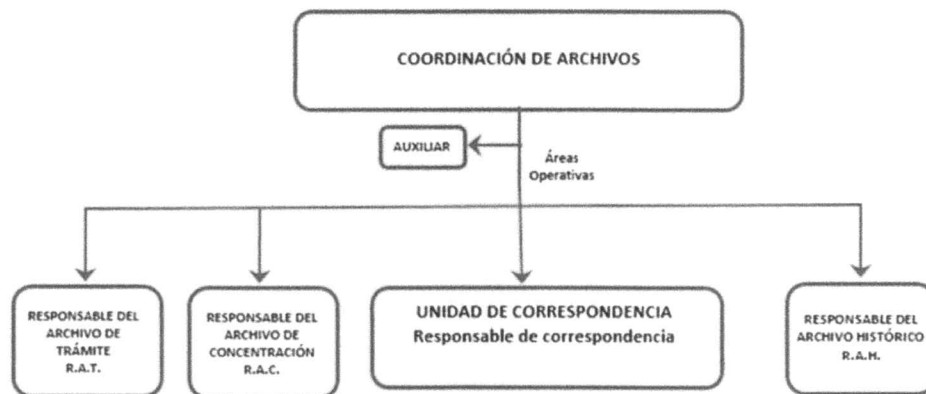 COORDINACIÓN DE ARCHIVOS
AUXILIAR
Áreas
Operativas
RESPONSABLE DEL
ARCHIVO DE
TRÁMITE
R.A.T.
RESPONSABLE DEL
ARCHIVO DE
CONCENTRACIÓN
R.A.C.
UNIDAD DE CORRESPONDENCIA
Responsable de correspondencia
RESPONSABLE DEL
ARCHIVO HISTÓRICO
R.A.H.